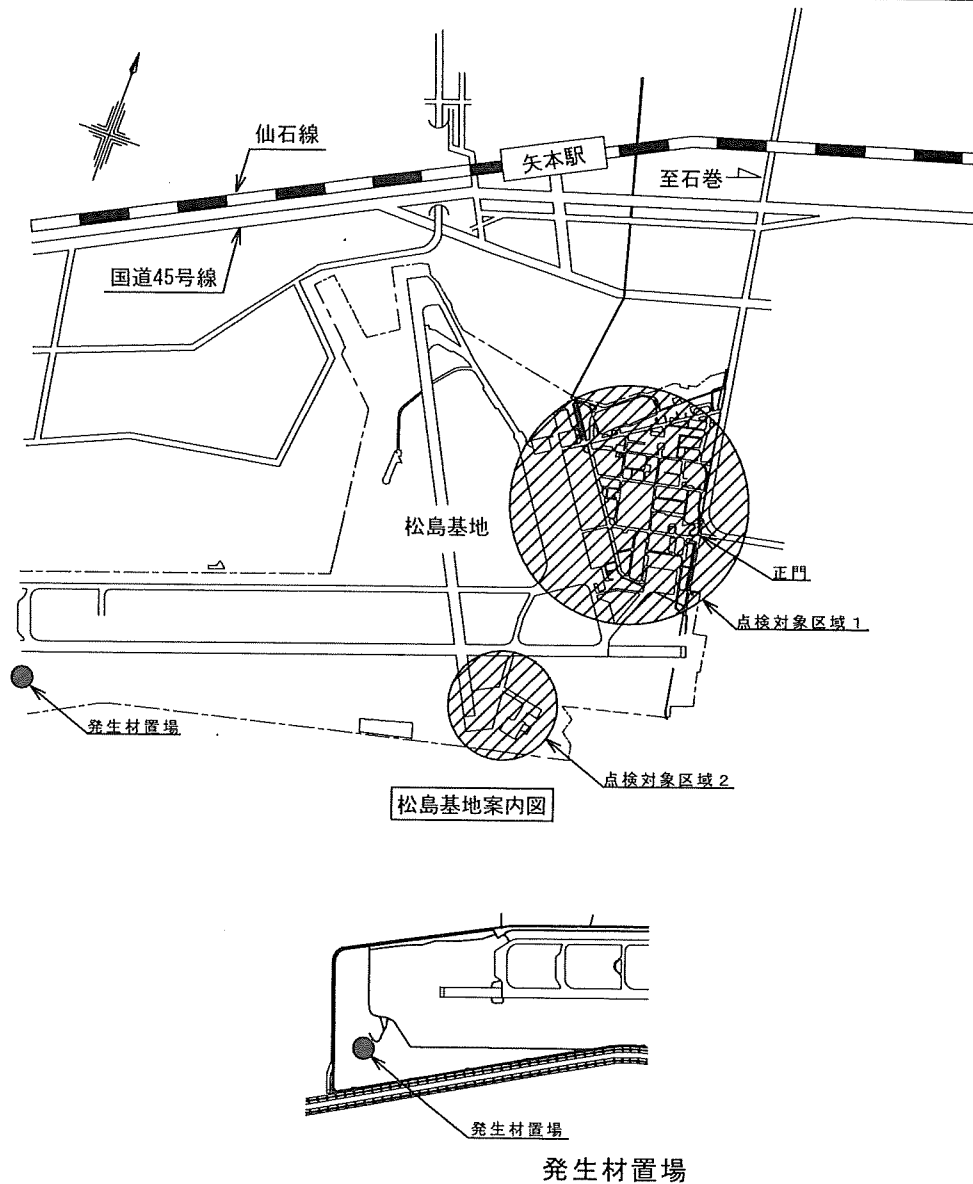 仙石線
矢本駅
至石巻
国道45号線
松島基地
正門
点検対象区域1
発生材置場
点検対象区域2
松島基地案内図
発生材置場
発生材置場